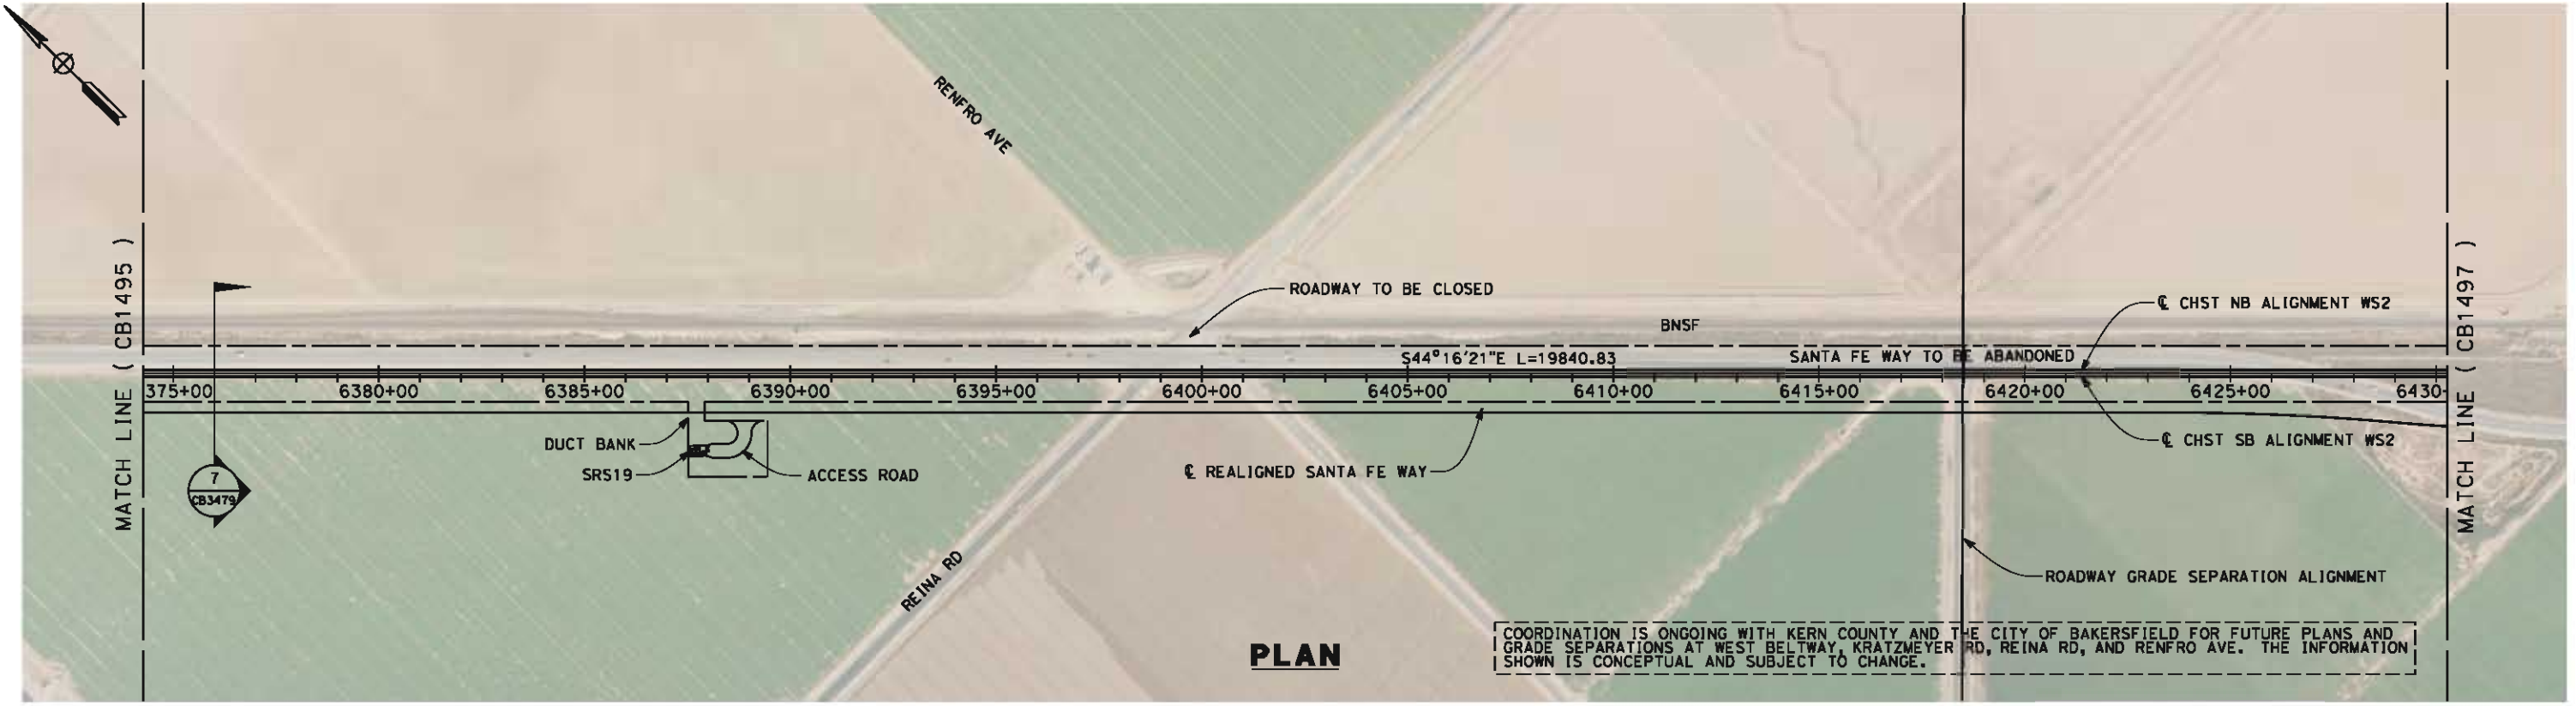 RENFRO AVE
MATCH LINE ( CB1495 )
MATCH LINE ( CB1497 )
ROADWAY TO BE CLOSED
℄ CHST NB ALIGNMENT WS2
BNSF
S44°16'21"E L=19840.83
SANTA FE WAY TO BE ABANDONED
375+00 6380+00 6385+00 6390+00 6395+00 6400+00 6405+00 6410+00 6415+00 6420+00 6425+00 6430
DUCT BANK
℄ CHST SB ALIGNMENT WS2
SRS19
ACCESS ROAD
℄ REALIGNED SANTA FE WAY
7
CB3479
REINA RD
ROADWAY GRADE SEPARATION ALIGNMENT
PLAN
COORDINATION IS ONGOING WITH KERN COUNTY AND THE CITY OF BAKERSFIELD FOR FUTURE PLANS AND
GRADE SEPARATIONS AT WEST BELTWAY, KRATZMEYER RD, REINA RD, AND RENFRO AVE. THE INFORMATION
SHOWN IS CONCEPTUAL AND SUBJECT TO CHANGE.